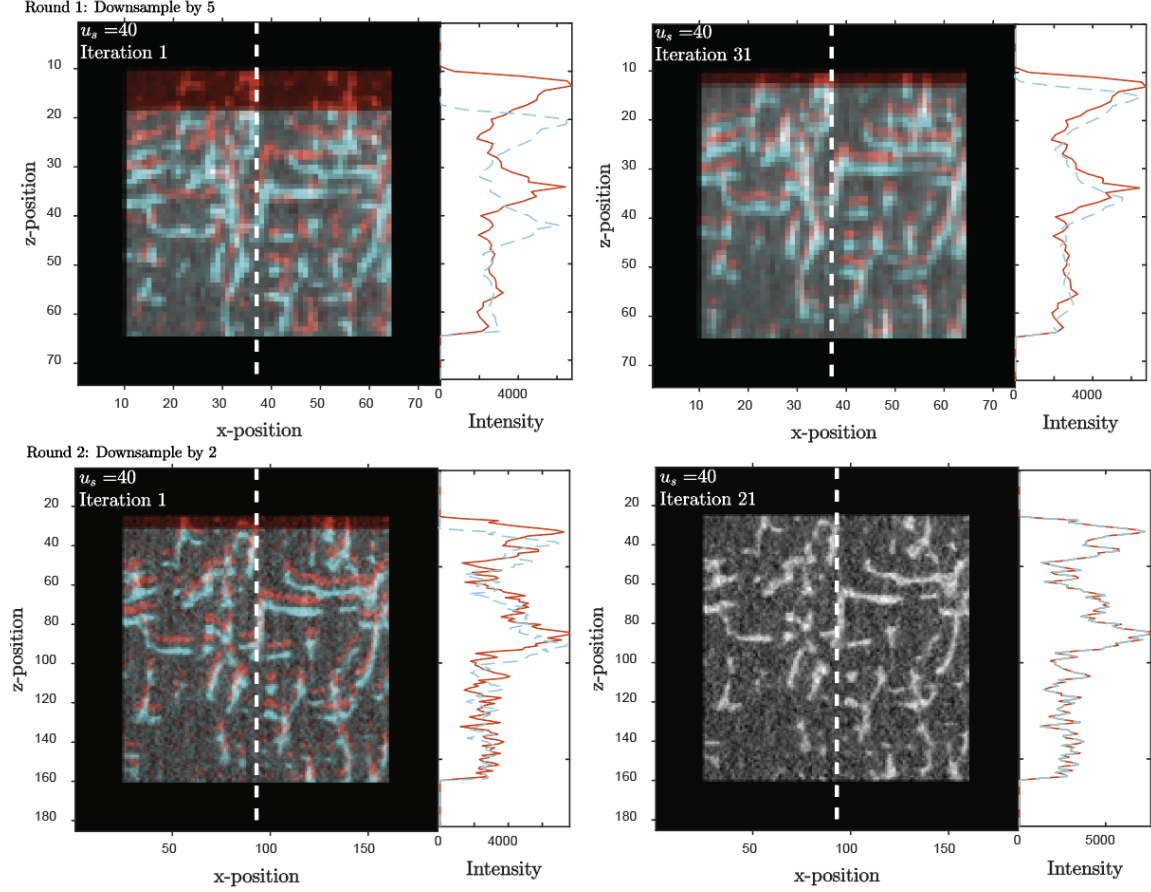 Round 1: Downsample by 5
u_s =40
Iteration 1
z-position
10
20
30
40
50
60
70
10 20 30 40 50 60 70
x-position
0 4000
Intensity
u_s =40
Iteration 31
z-position
10
20
30
40
50
60
70
10 20 30 40 50 60 70
x-position
0 4000
Intensity
Round 2: Downsample by 2
u_s =40
Iteration 1
z-position
20
40
60
80
100
120
140
160
180
50 100 150
x-position
0 4000
Intensity
u_s =40
Iteration 21
z-position
20
40
60
80
100
120
140
160
180
50 100 150
x-position
0 5000
Intensity